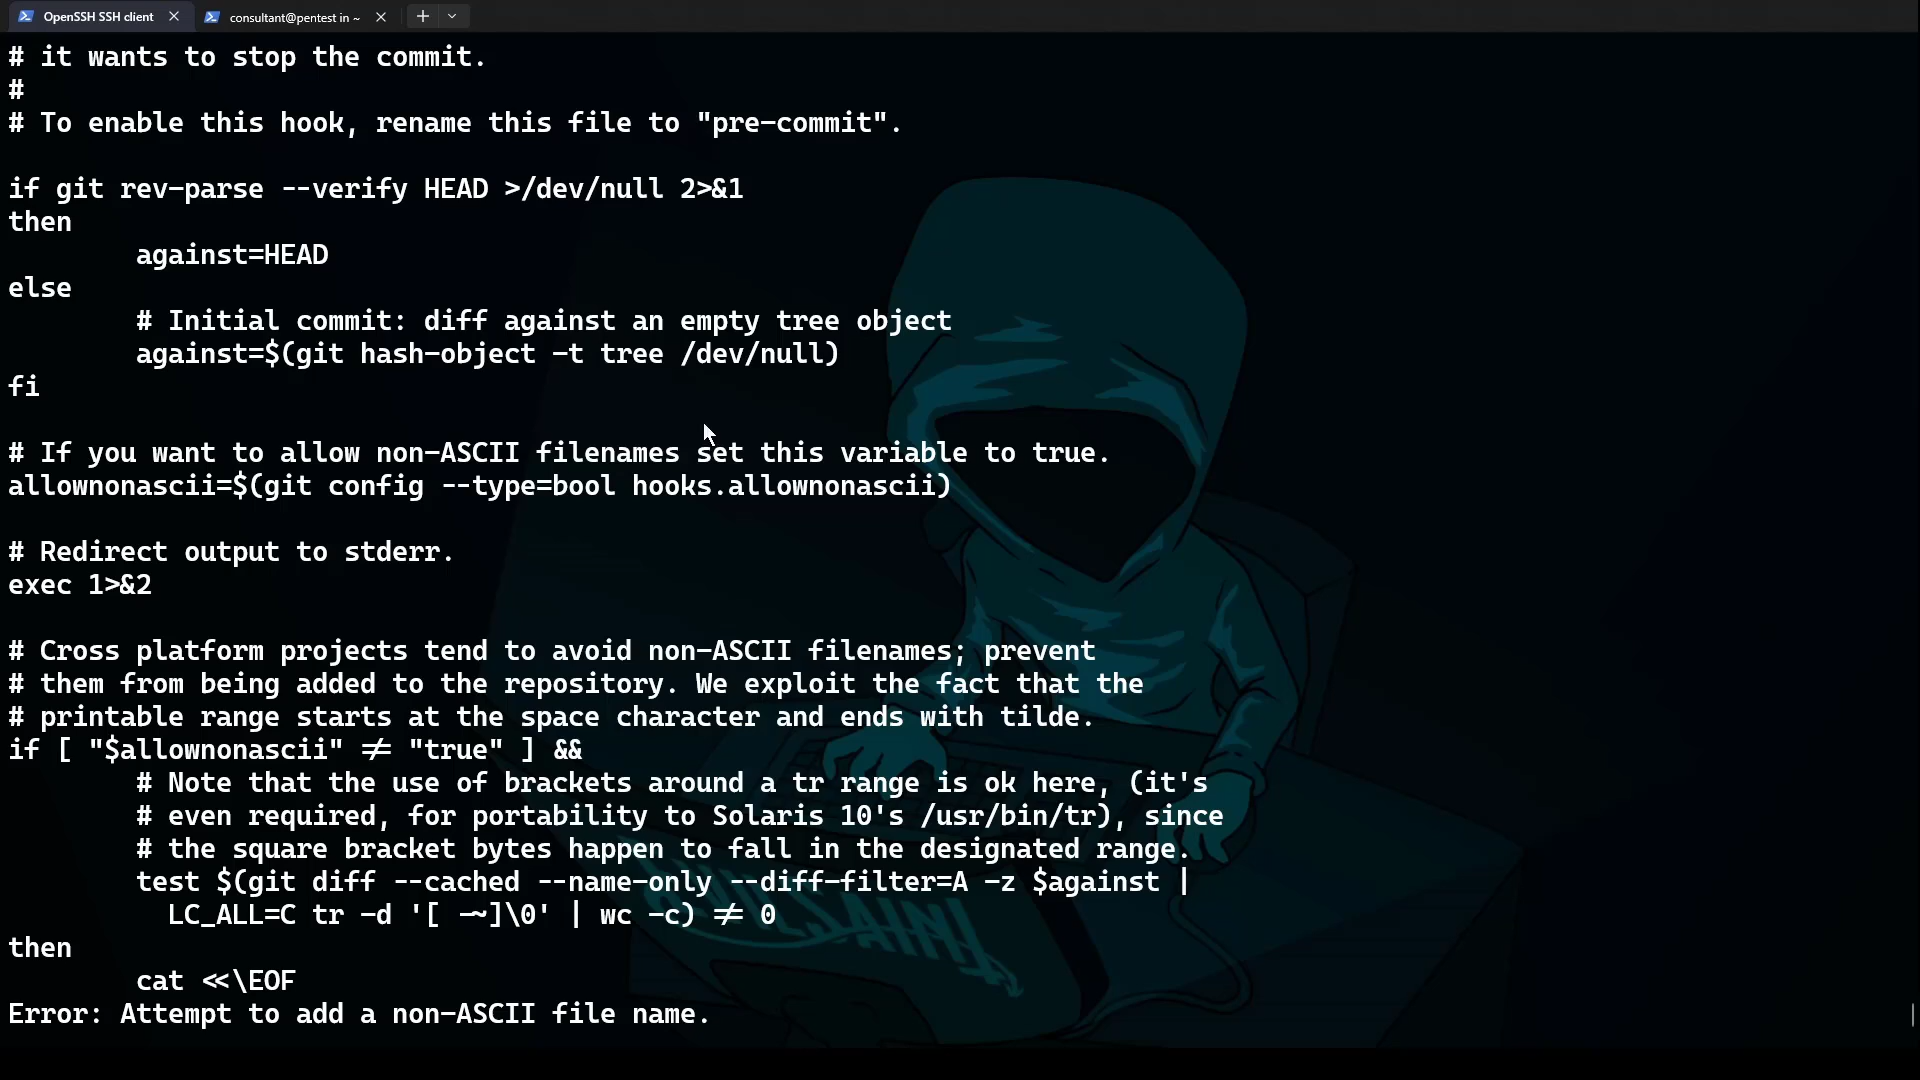 OpenSSH SSH client
consultant@pentest in ~
# it wants to stop the commit.
#
# To enable this hook, rename this file to "pre-commit".
if git rev-parse --verify HEAD >/dev/null 2>&1
then
against=HEAD
else
# Initial commit: diff against an empty tree object
against=$(git hash-object -t tree /dev/null)
fi
# If you want to allow non-ASCII filenames set this variable to true.
allownonascii=$(git config --type=bool hooks.allownonascii)
# Redirect output to stderr.
exec 1>&2
# Cross platform projects tend to avoid non-ASCII filenames; prevent
# them from being added to the repository. We exploit the fact that the
# printable range starts at the space character and ends with tilde.
if [ "$allownonascii" != "true" ] &&
# Note that the use of brackets around a tr range is ok here, (it's
# even required, for portability to Solaris 10's /usr/bin/tr), since
# the square bracket bytes happen to fall in the designated range.
test $(git diff --cached --name-only --diff-filter=A -z $against |
LC_ALL=C tr -d '[ -~]\0' | wc -c) != 0
then
cat <<\EOF
Error: Attempt to add a non-ASCII file name.